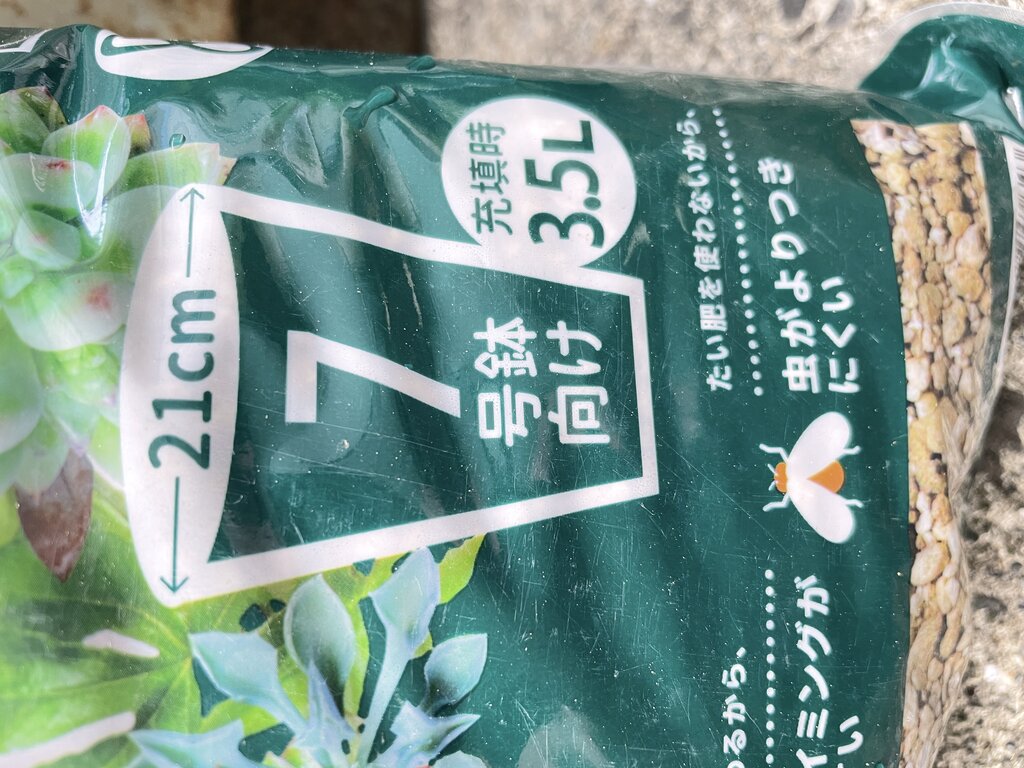 21cm
7
号鉢
向け
充填時
3.5L
るから、
イミングが
い
たい肥を使わないから、
虫がよりつき
にくい